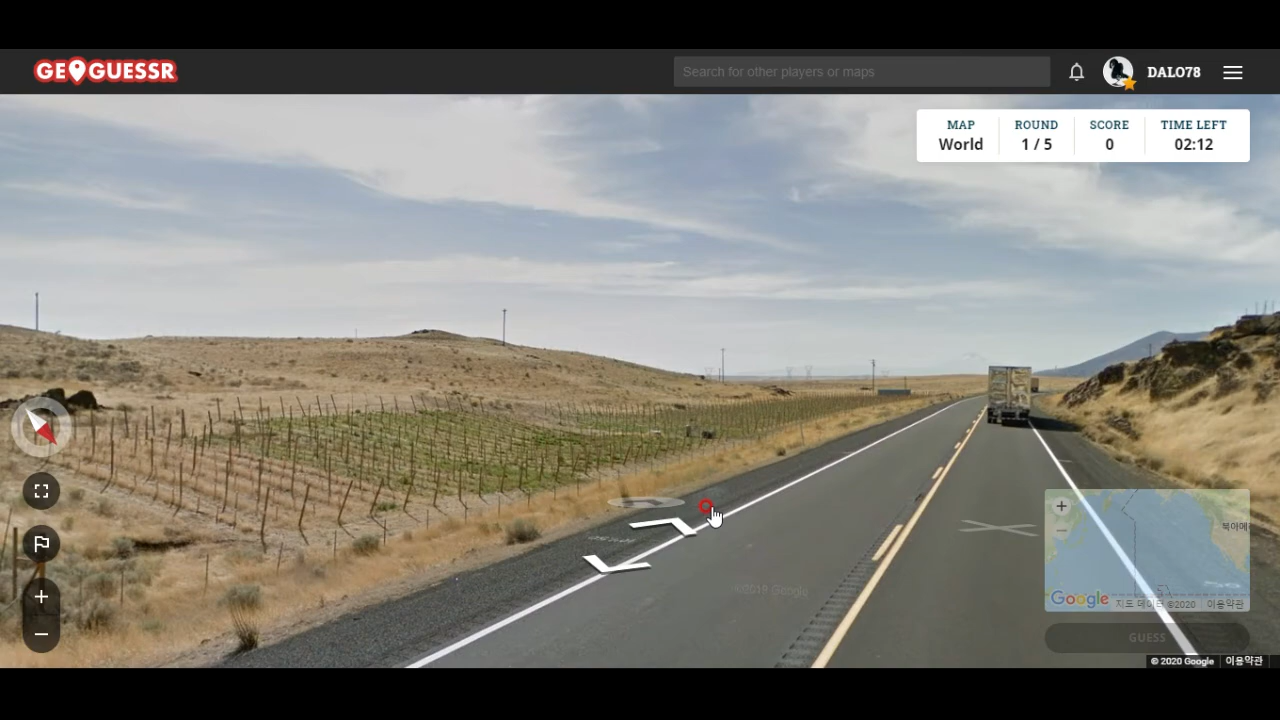 GEOGUESSR
Search for other players or maps
DALO78
MAP
World
ROUND
1 / 5
SCORE
0
TIME LEFT
02:12
©2019 Google
+
−
북아메
Google
지도 데이터 ©2020
이용약관
GUESS
+
−
© 2020 Google
이용약관